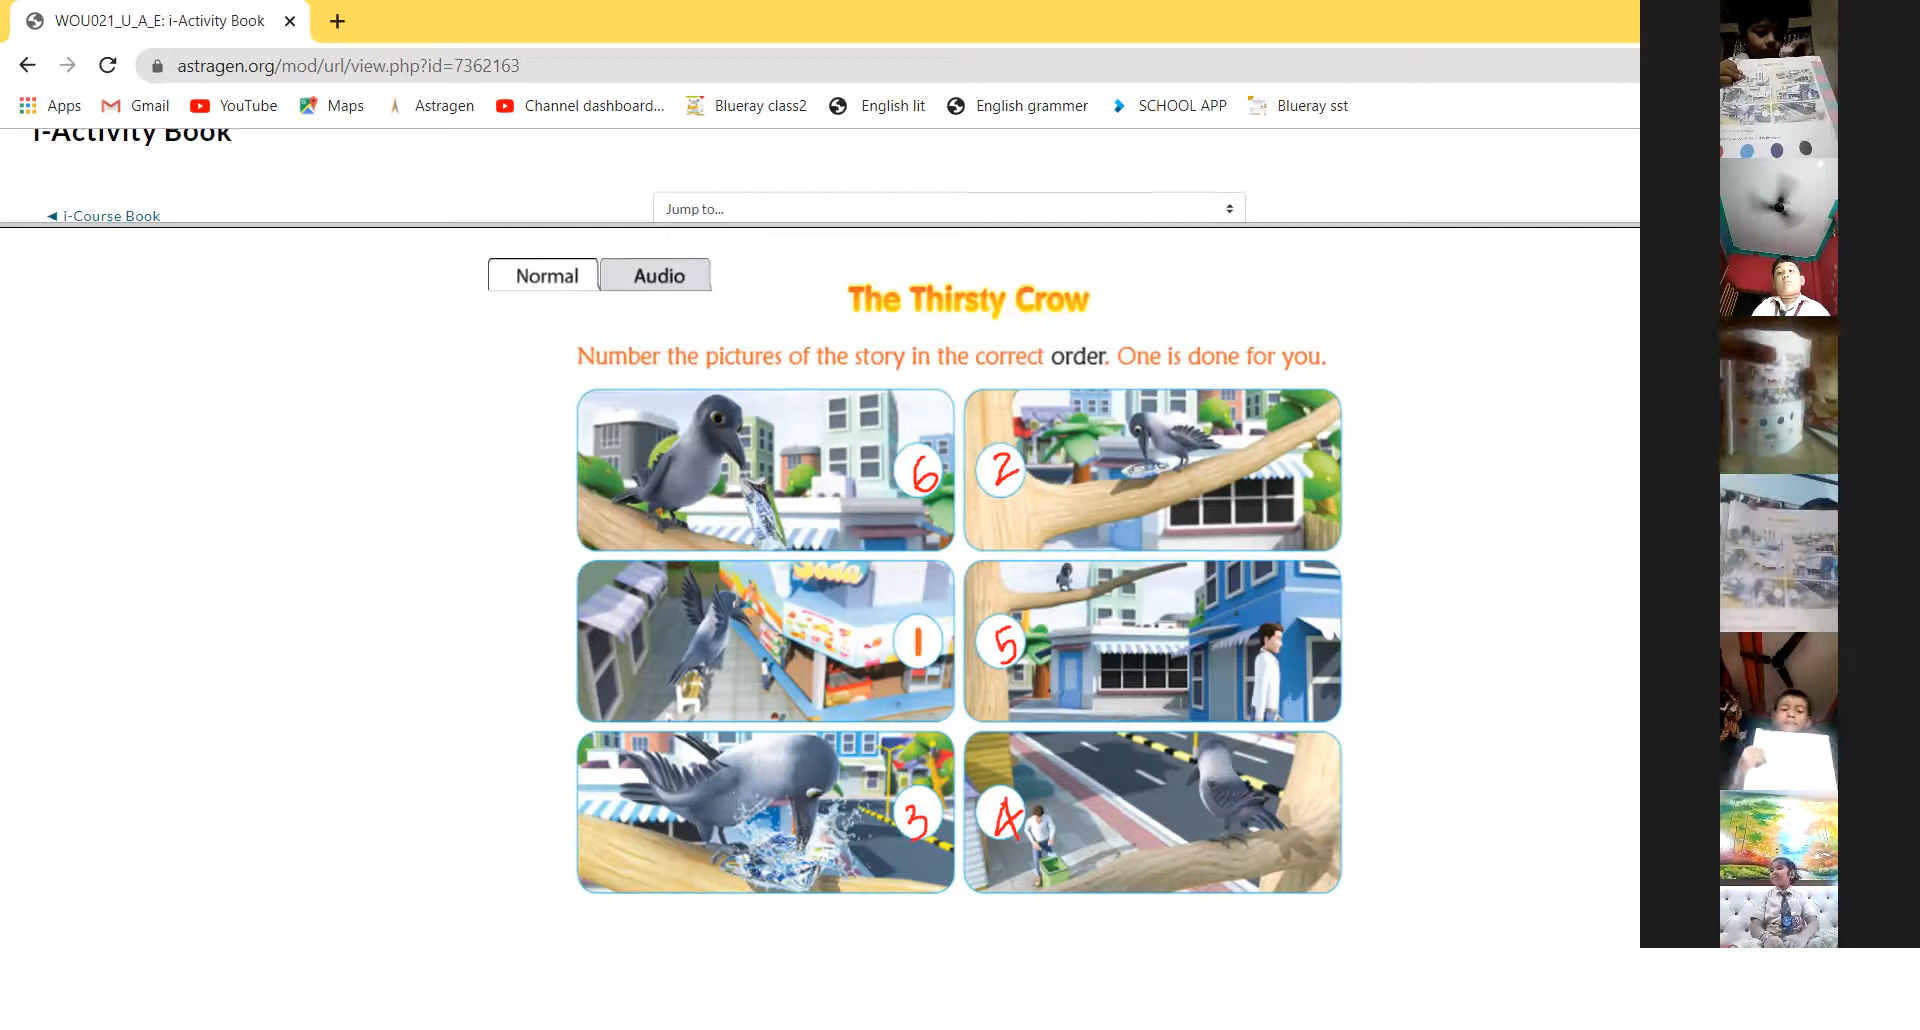 WOU021_U_A_E: i-Activity Book
astragen.org/mod/url/view.php?id=7362163
Apps Gmail YouTube Maps Astragen Channel dashboard... Blueray class2 English lit English grammer SCHOOL APP Blueray sst
i-Activity Book
◄ i-Course Book
Jump to...
Normal Audio
The Thirsty Crow
Number the pictures of the story in the correct order. One is done for you.
6 2
Soda
1 5
3 4